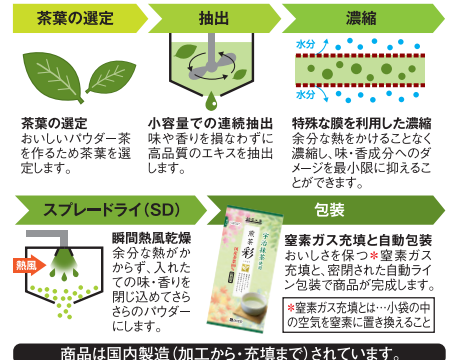 茶葉の選定
抽出
濃縮
水分
水分
茶葉の選定
おいしいパウダー茶
を作るため茶葉を選
定します。
小容量での連続抽出
味や香りを損なわずに
高品質のエキスを抽出
します。
特殊な膜を利用した濃縮
余分な熱をかけることなく
濃縮し、味・香成分へのダ
メージを最小限に抑えるこ
とができます。
スプレードライ(SD)
包装
熱風
瞬間熱風乾燥
余分な熱がか
からず、入れた
ての味・香りを
閉じ込めてさら
さらのパウダー
にします。
宇治抹茶使用
煎茶
彩
窒素ガス充填と自動包装
おいしさを保つ*窒素ガス
充填と、密閉された自動ライ
ン包装で商品が完成します。
*窒素ガス充填とは…小袋の中
の空気を窒素に置き換えること
商品は国内製造(加工から・充填まで)されています。